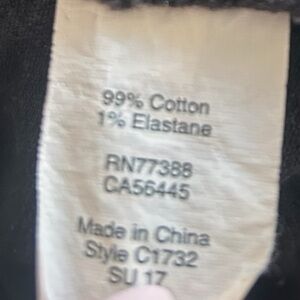 99% Cotton
1% Elastane
RN77388
CA56445
Made in China
Style C1732
SU 17